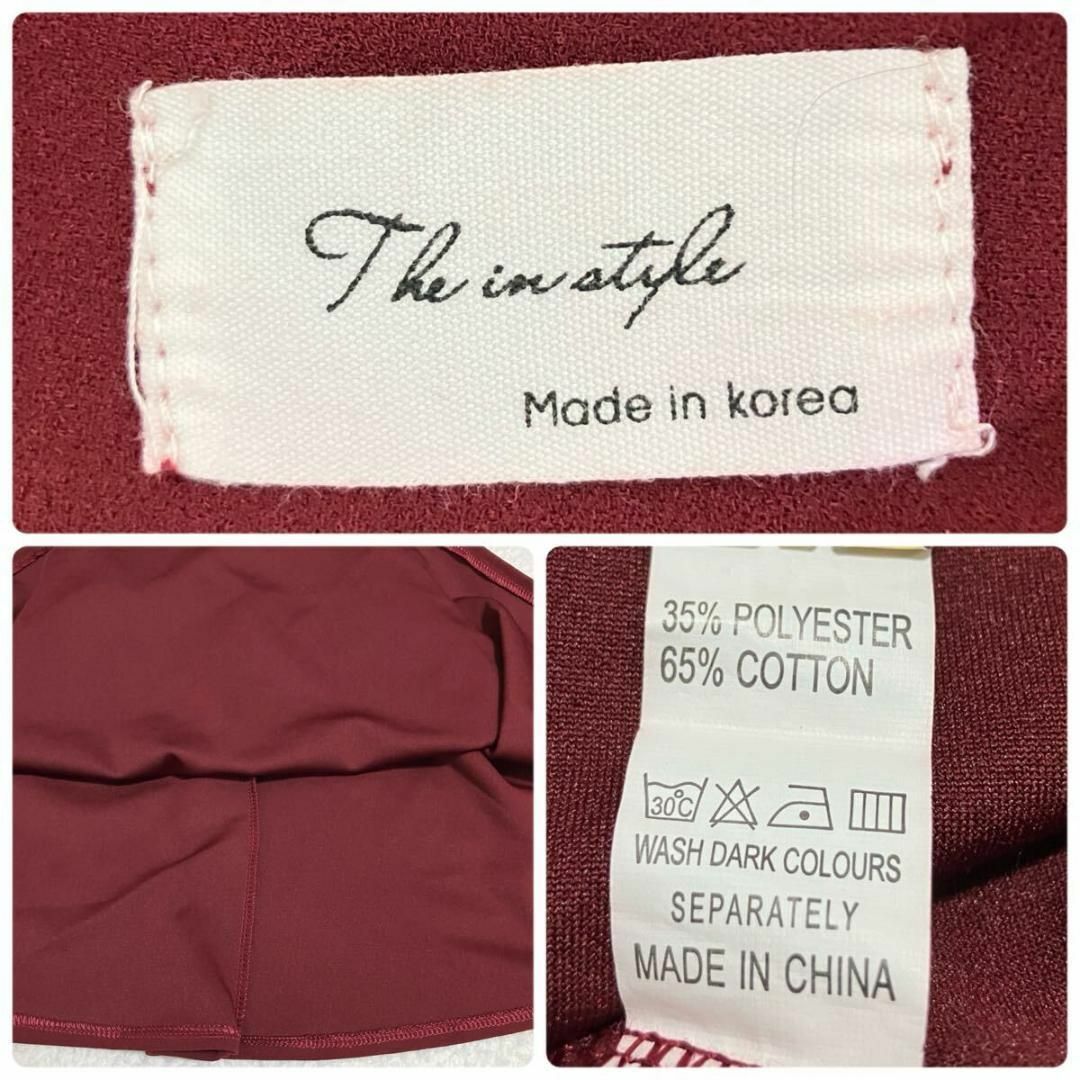 The in style
Made in korea
35% POLYESTER
65% COTTON
30°C
WASH DARK COLOURS
SEPARATELY
MADE IN CHINA